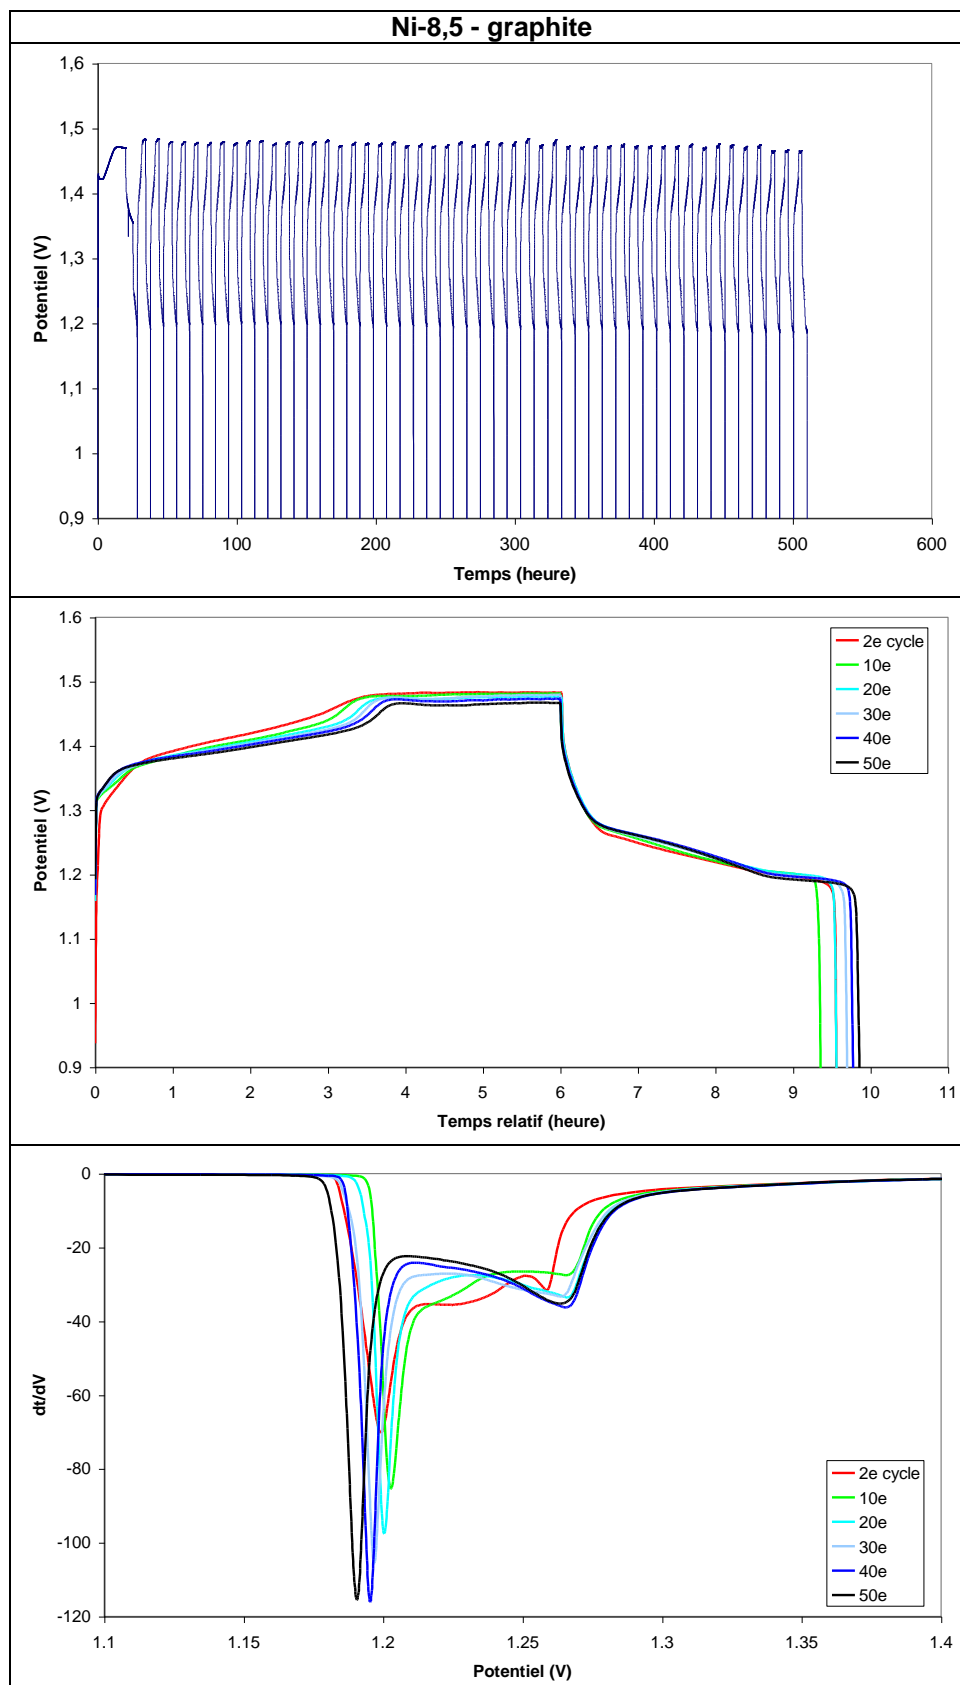 Ni-8,5 - graphite
1,6
1,5
1,4
1,3
1,2
1,1
1
0,9
Potentiel (V)
0
100
200
300
400
500
600
Temps (heure)
1.6
1.5
1.4
1.3
1.2
1.1
1
0.9
Potentiel (V)
2e cycle
10e
20e
30e
40e
50e
0
1
2
3
4
5
6
7
8
9
10
11
Temps relatif (heure)
0
-20
-40
-60
-80
-100
-120
dt/dV
2e cycle
10e
20e
30e
40e
50e
1.1
1.15
1.2
1.25
1.3
1.35
1.4
Potentiel (V)